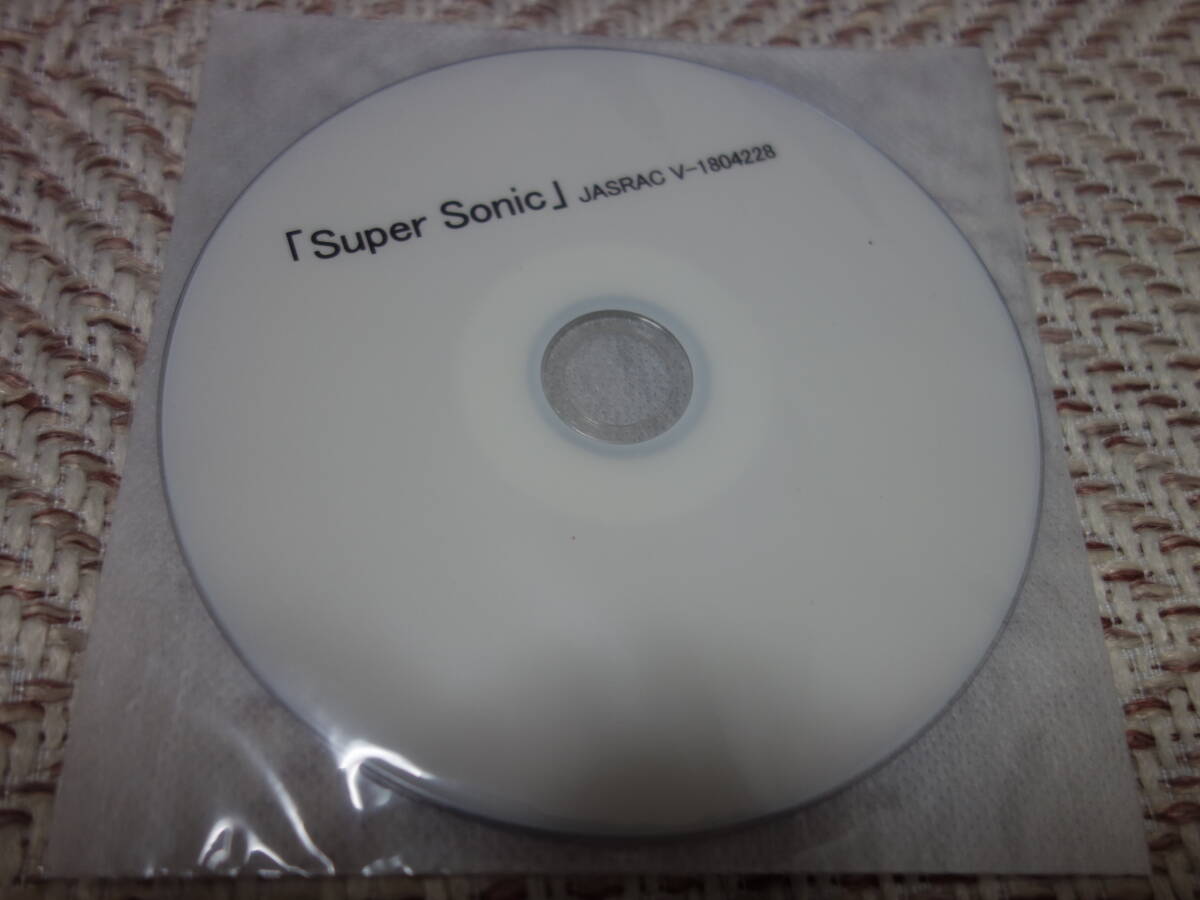 「Super Sonic」 JASRAC V-1804228